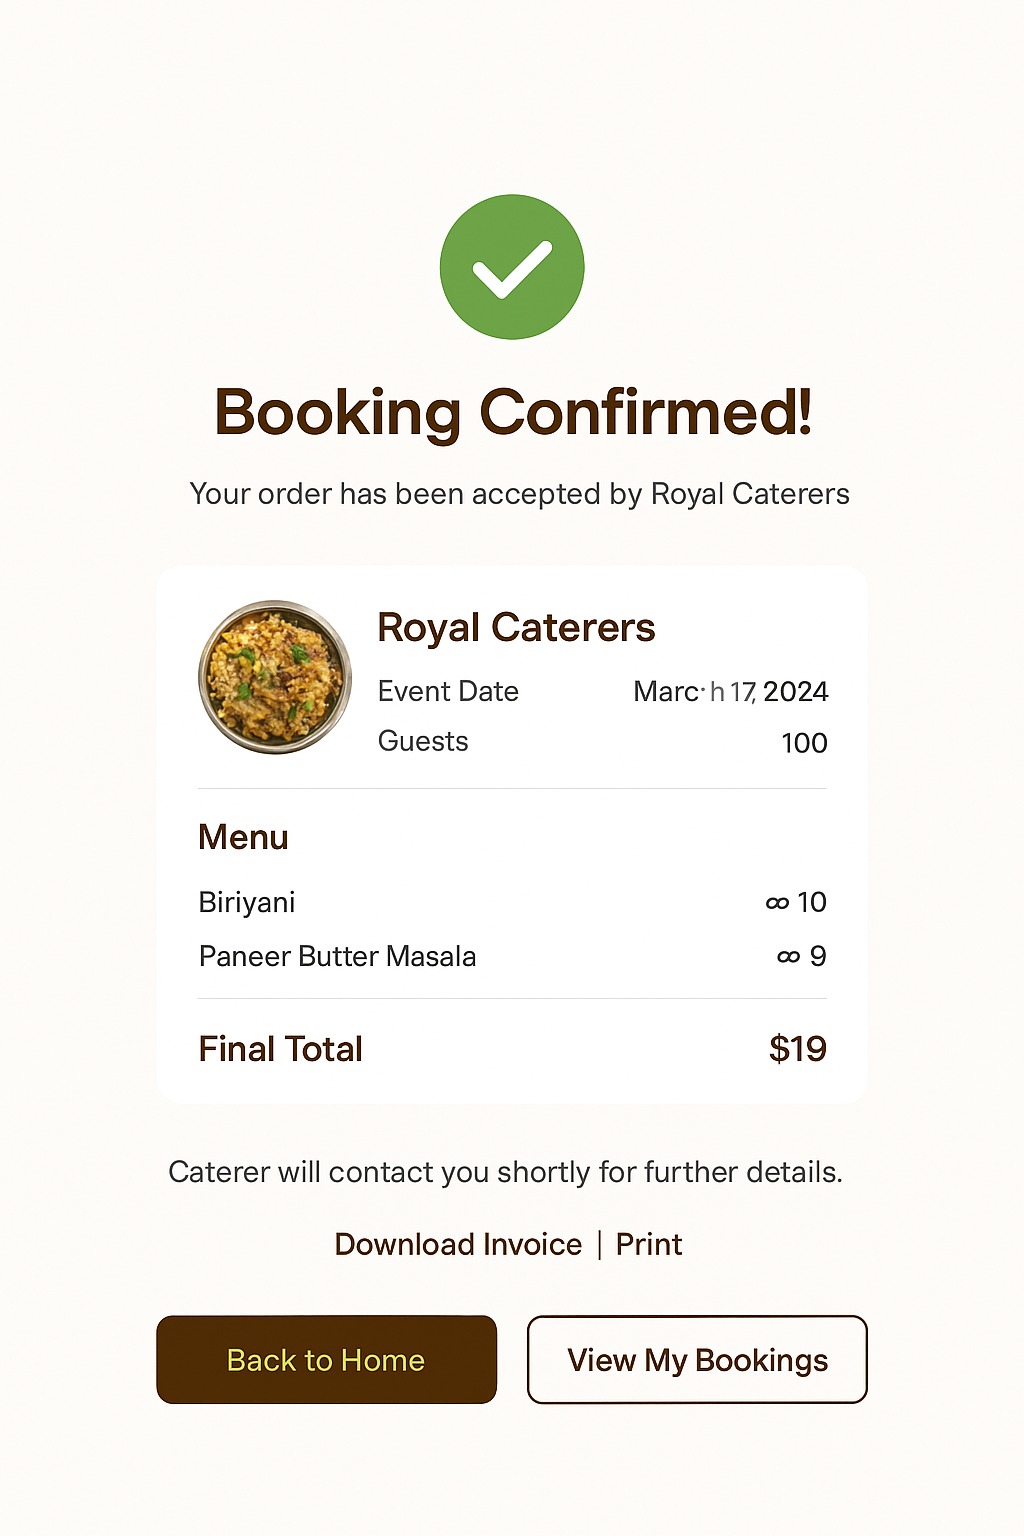 Booking Confirmed!
Your order has been accepted by Royal Caterers
Royal Caterers
Event Date Marc·h 17, 2024
Guests 100
Menu
Biriyani ∞ 10
Paneer Butter Masala ∞ 9
Final Total $19
Caterer will contact you shortly for further details.
Download Invoice | Print
Back to Home
View My Bookings